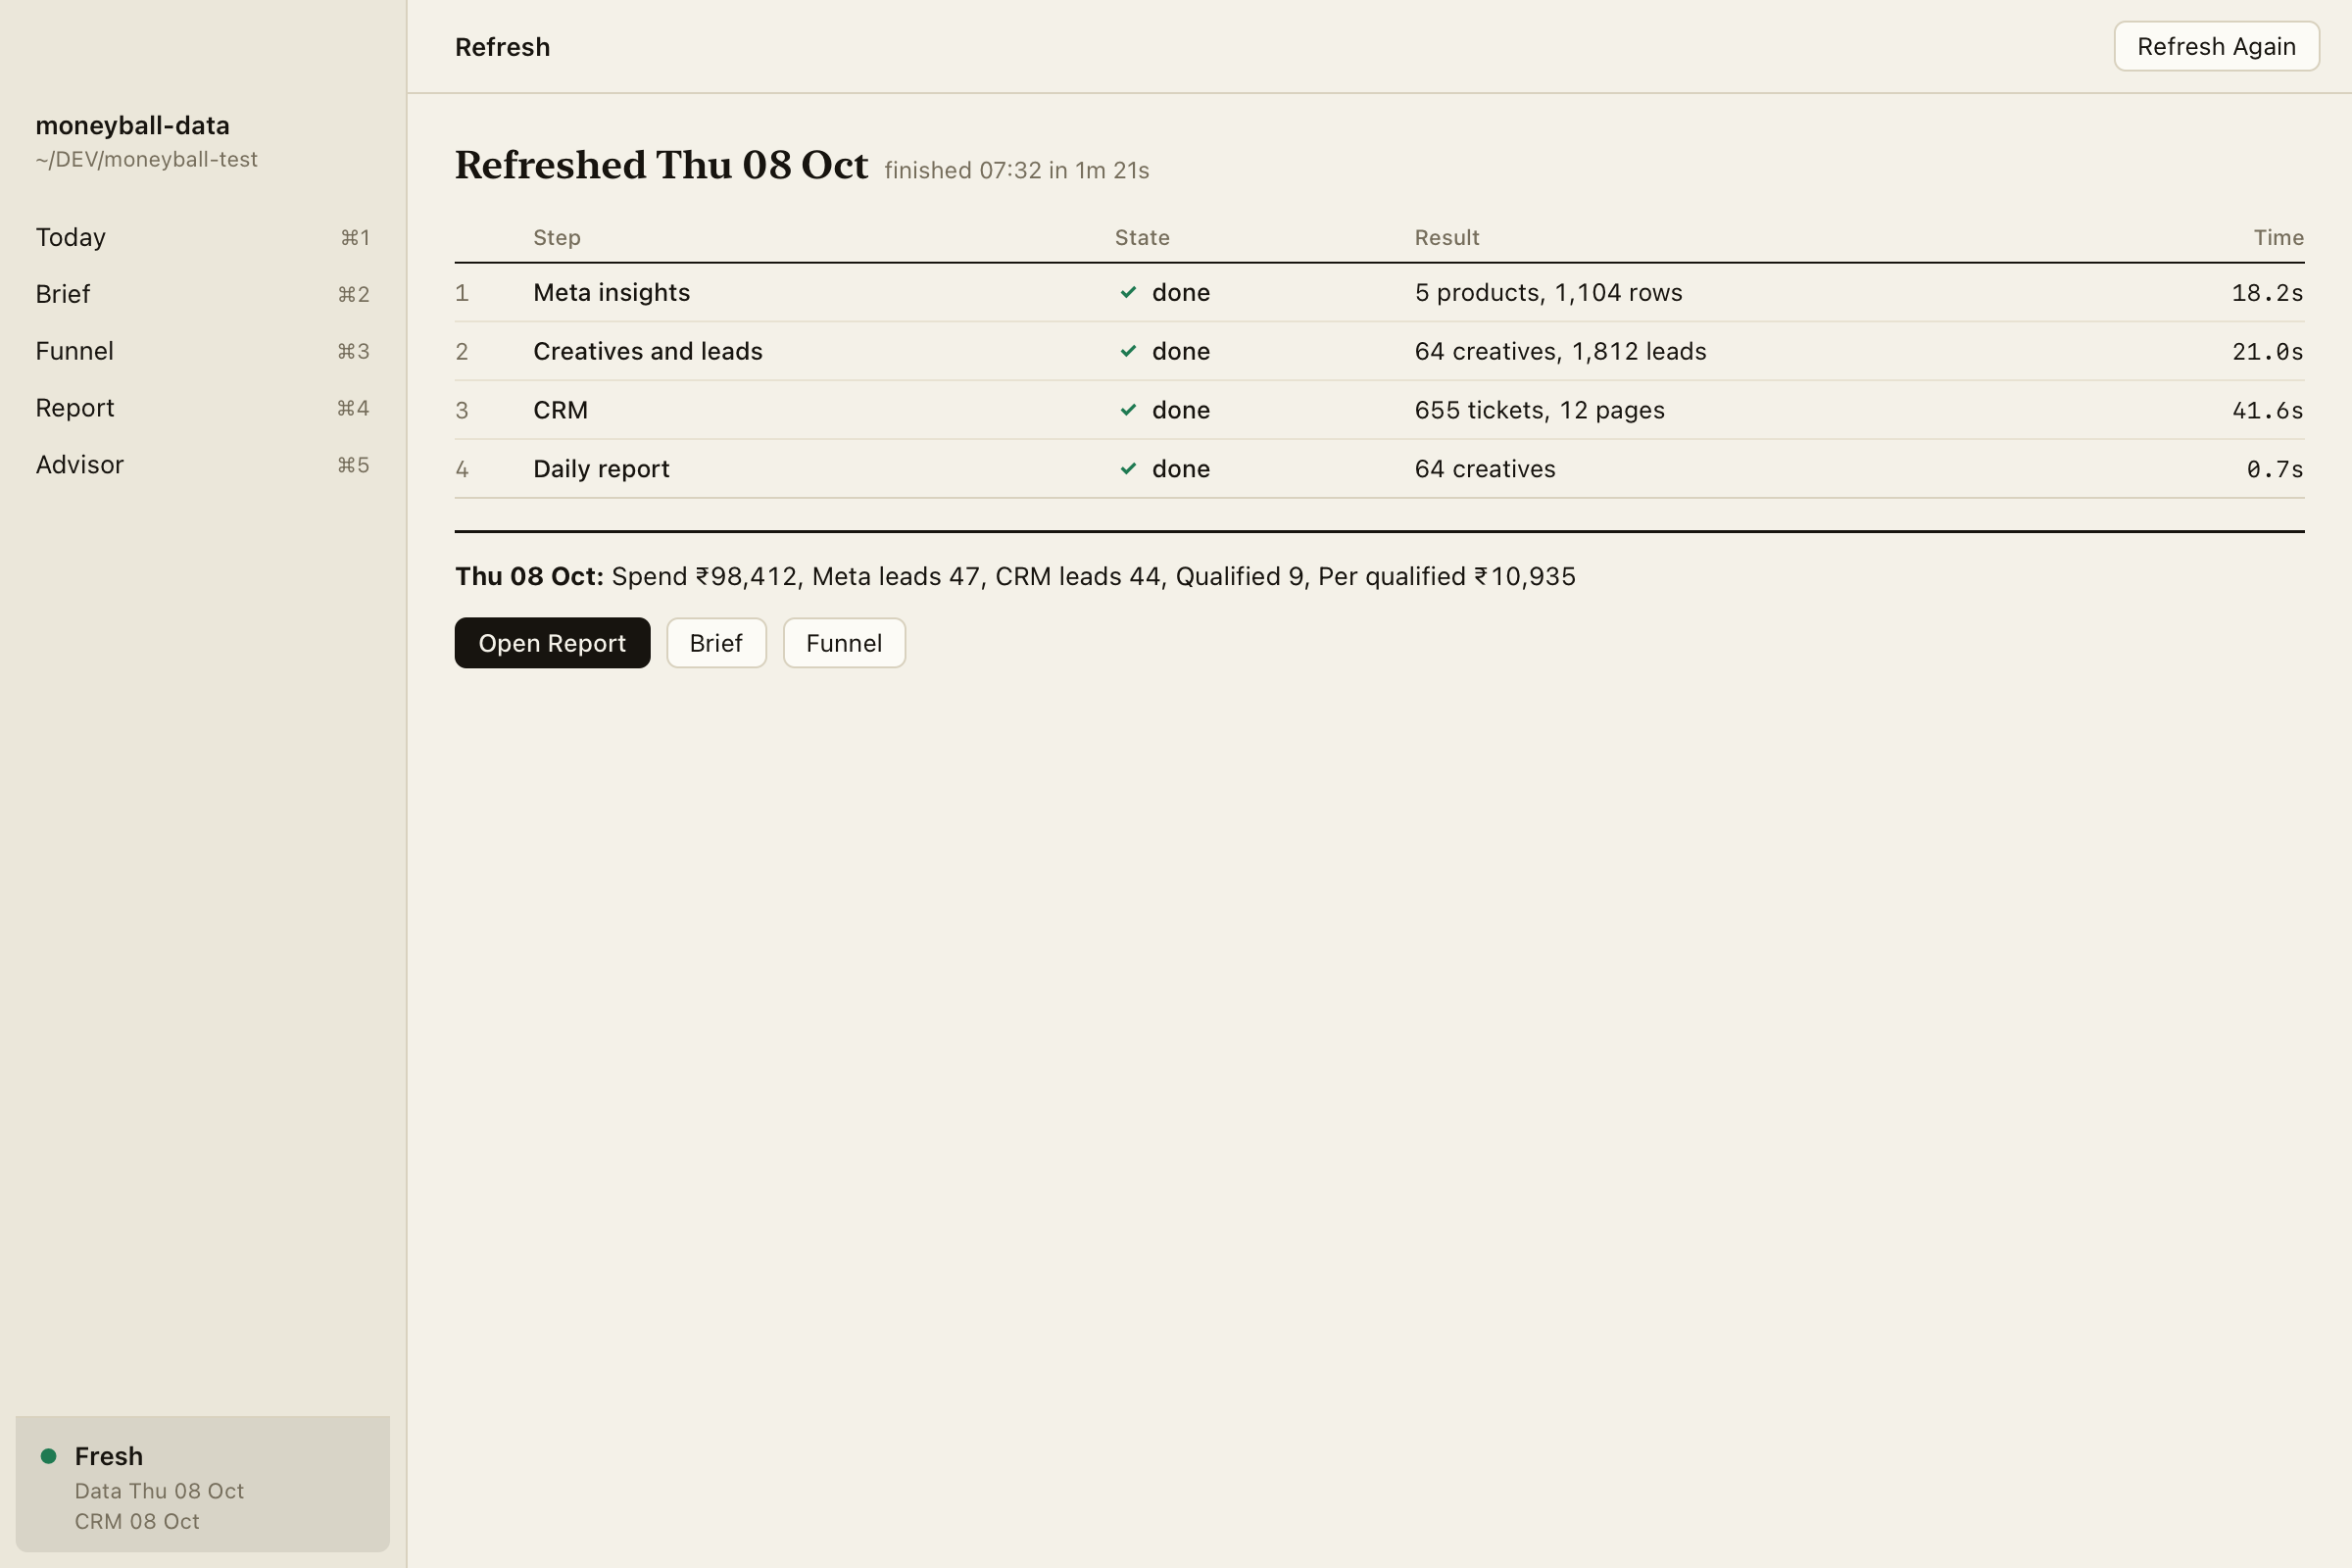 Refresh
Refresh Again
moneyball-data
~/DEV/moneyball-test
Today ⌘1
Brief ⌘2
Funnel ⌘3
Report ⌘4
Advisor ⌘5
Refreshed Thu 08 Oct finished 07:32 in 1m 21s
Step State Result Time
1 Meta insights ✓ done 5 products, 1,104 rows 18.2s
2 Creatives and leads ✓ done 64 creatives, 1,812 leads 21.0s
3 CRM ✓ done 655 tickets, 12 pages 41.6s
4 Daily report ✓ done 64 creatives 0.7s
Thu 08 Oct: Spend ₹98,412, Meta leads 47, CRM leads 44, Qualified 9, Per qualified ₹10,935
Open Report Brief Funnel
Fresh
Data Thu 08 Oct
CRM 08 Oct